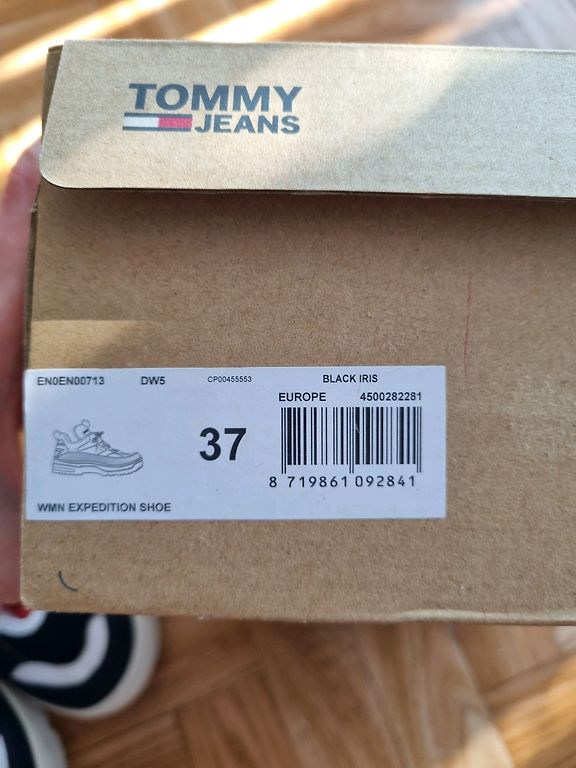 TOMMY
JEANS
EN0EN00713 DW5 CP00455553 BLACK IRIS
EUROPE 4500282281
37
8 719861 092841
WMN EXPEDITION SHOE